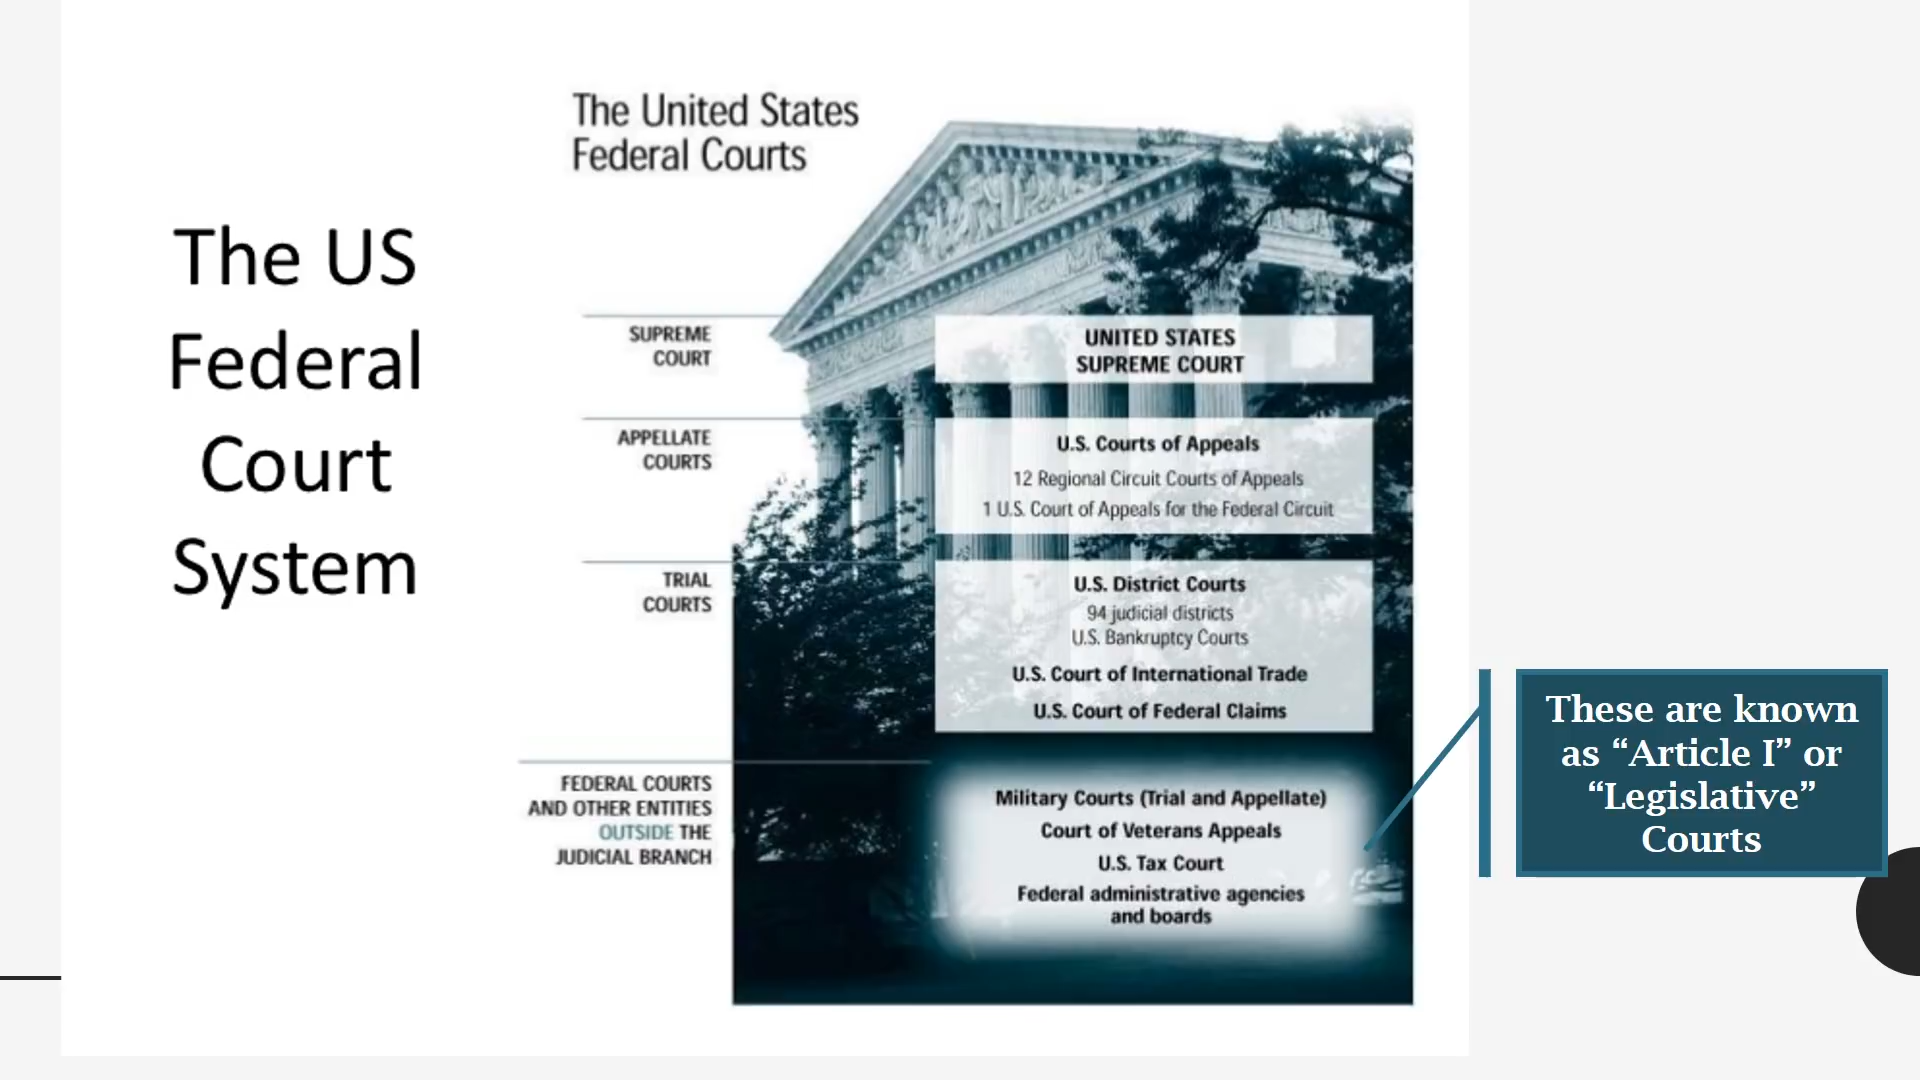 The US
Federal
Court
System
The United States
Federal Courts
SUPREME
COURT
UNITED STATES
SUPREME COURT
APPELLATE
COURTS
U.S. Courts of Appeals
12 Regional Circuit Courts of Appeals
1 U.S. Court of Appeals for the Federal Circuit
TRIAL
COURTS
U.S. District Courts
94 judicial districts
U.S. Bankruptcy Courts
U.S. Court of International Trade
U.S. Court of Federal Claims
FEDERAL COURTS
AND OTHER ENTITIES
OUTSIDE THE
JUDICIAL BRANCH
Military Courts (Trial and Appellate)
Court of Veterans Appeals
U.S. Tax Court
Federal administrative agencies
and boards
These are known
as “Article I” or
“Legislative”
Courts